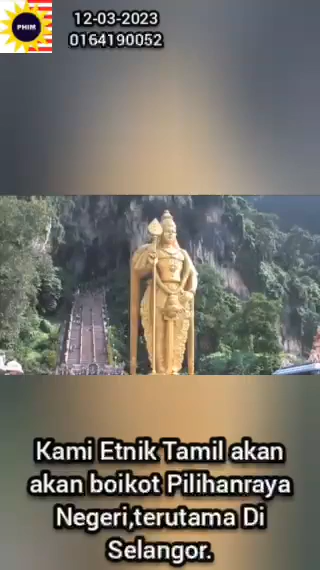 PHIM
12-03-2023
0164190052
Kami Etnik Tamil akan
akan boikot Pilihanraya
Negeri,terutama Di
Selangor.